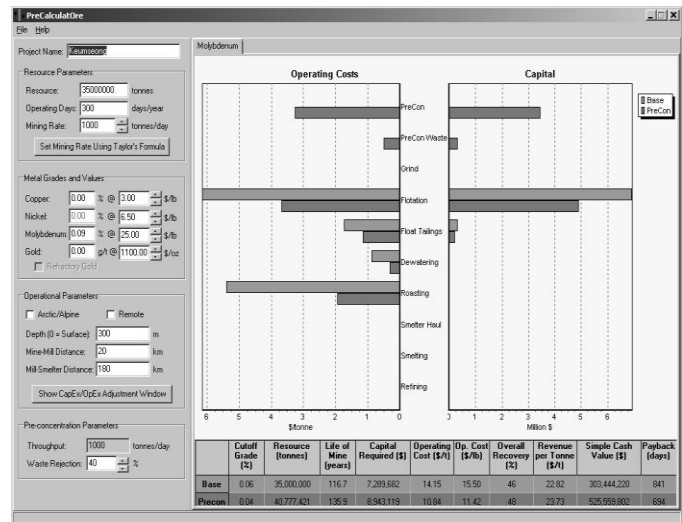 PreCalculatOre
File Help
Project Name: Keumseong
Resource Parameters
Resource: 35000000 tonnes
Operating Days: 300 days/year
Mining Rate: 1000 tonnes/day
Set Mining Rate Using Taylor's Formula
Metal Grades and Values
Copper: 0.00 % @ 3.00 $/lb
Nickel: 0.00 % @ 6.50 $/lb
Molybdenum: 0.09 % @ 25.00 $/lb
Gold: 0.00 g/t @ 1100.00 $/oz
Refractory Gold
Operational Parameters
Arctic/Alpine Remote
Depth (0 = Surface): 300 m
Mine-Mill Distance: 20 km
Mill-Smelter Distance: 180 km
Show CapEx/OpEx Adjustment Window
Pre-concentration Parameters
Throughput: 1000 tonnes/day
Waste Rejection: 40 %
Molybdenum
Operating Costs Capital
Base
PreCon
PreCon
PreCon Waste
Grind
Flotation
Float Tailings
Dewatering
Roasting
Smelter Haul
Smelting
Refining
6 5 4 3 2 1 0
$/tonne
0 1 2 3 4 5 6
Million $
Cutoff Grade (%) Resource (tonnes) Life of Mine (years) Capital Required ($) Operating Cost ($/t) Op. Cost ($/lb) Overall Recovery (%) Revenue per Tonne ($/t) Simple Cash Value ($) Payback (days)
Base 0.06 35,000,000 116.7 7,289,682 14.15 15.50 46 22.82 303,444,220 841
Precon 0.04 40,777,421 135.9 8,943,119 10.84 11.42 48 23.73 525,559,802 694